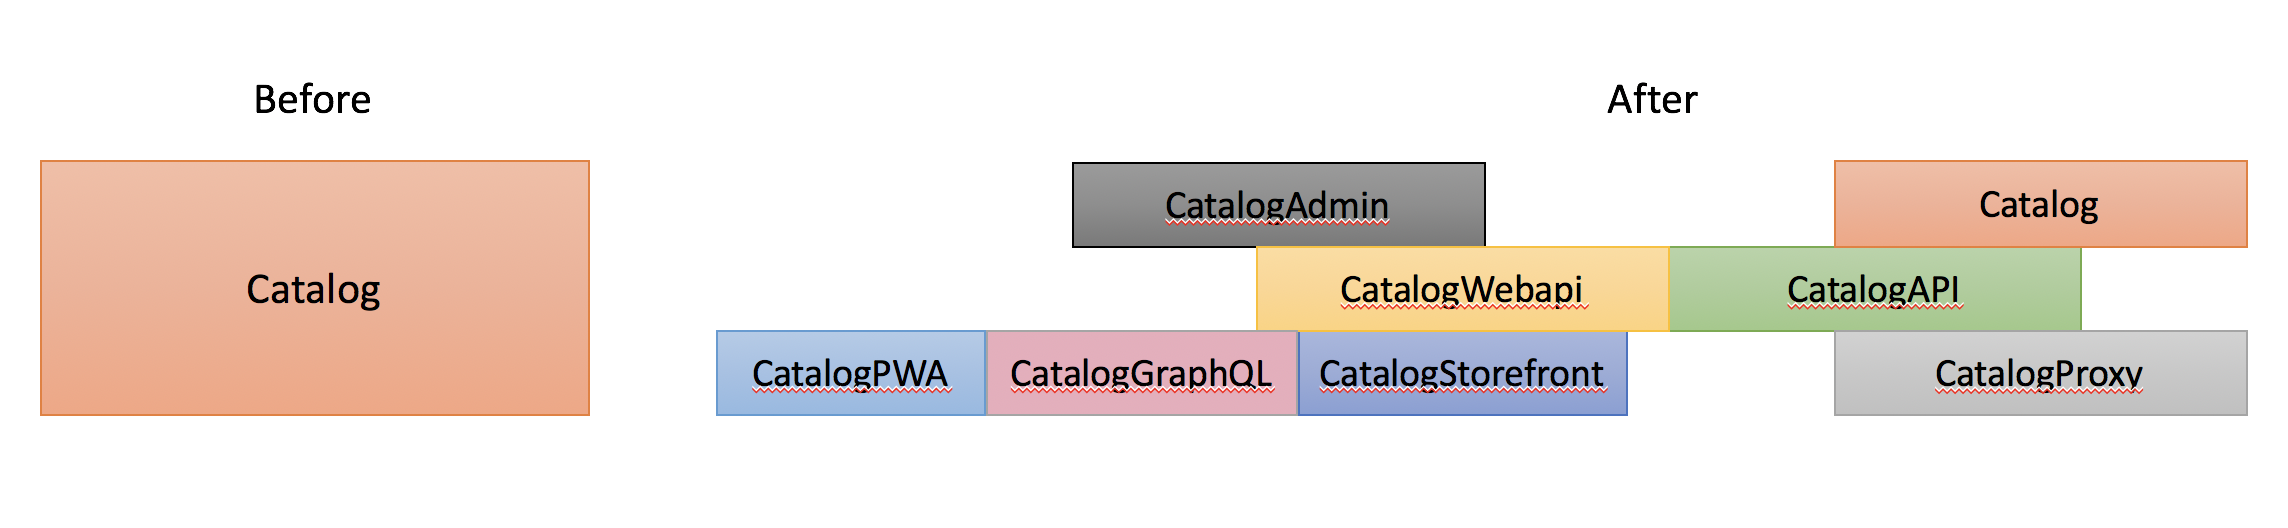 Before
After
Catalog
CatalogAdmin
Catalog
CatalogWebapi
CatalogAPI
CatalogPWA
CatalogGraphQL
CatalogStorefront
CatalogProxy